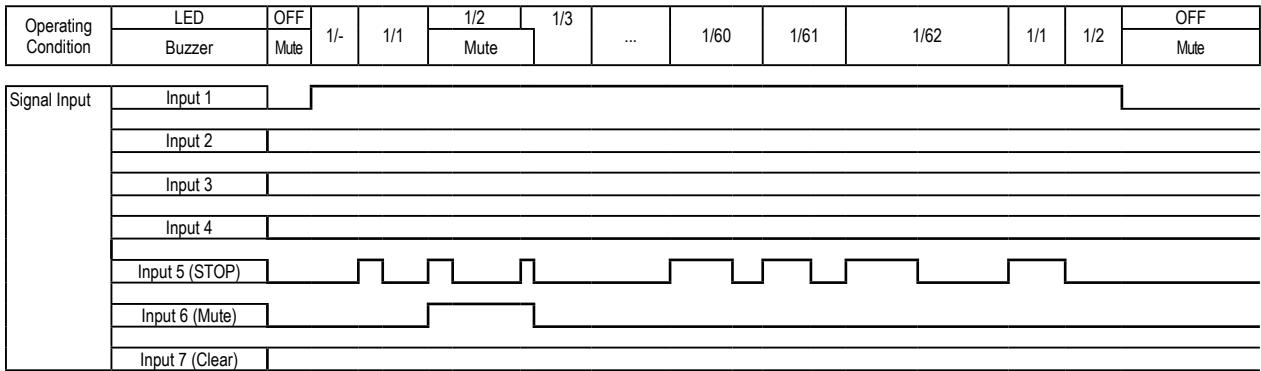 Operating Condition LED OFF 1/- 1/1 1/2 1/3 ... 1/60 1/61 1/62 1/1 1/2 OFF
Buzzer Mute Mute Mute
Signal Input Input 1
Input 2
Input 3
Input 4
Input 5 (STOP)
Input 6 (Mute)
Input 7 (Clear)